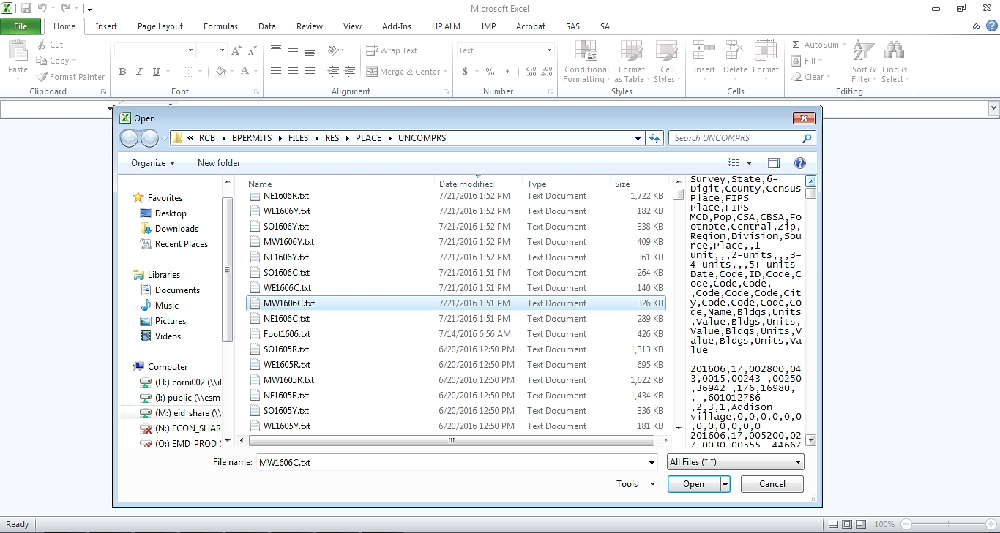 Microsoft Excel
File Home Insert Page Layout Formulas Data Review View Add-Ins HP ALM JMP Acrobat SAS SA
Paste
Cut
Copy
Format Painter
Clipboard
B I U
A A
A
Font
Wrap Text
Merge & Center
Alignment
Text
$ % ,
Number
Conditional Formatting
Format as Table
Cell Styles
Styles
Insert Delete Format
Cells
AutoSum
Fill
Clear
Sort & Filter
Find & Select
Editing
Open
« RCB BPERMITS FILES RES PLACE UNCOMPRS
Search UNCOMPRS
Organize New folder
Favorites
Desktop
Downloads
Recent Places
Libraries
Documents
Music
Pictures
Videos
Computer
(H:) corni002 (\\it
(I:) public (\\esm
(M:) eid_share (\\
(N:) ECON_SHAR
(O:) EMD_PROD (
Name Date modified Type Size
NE1606R.txt 7/21/2016 1:52 PM Text Document 1,722 KB
WE1606Y.txt 7/21/2016 1:52 PM Text Document 182 KB
SO1606Y.txt 7/21/2016 1:52 PM Text Document 338 KB
MW1606Y.txt 7/21/2016 1:52 PM Text Document 409 KB
NE1606Y.txt 7/21/2016 1:52 PM Text Document 361 KB
SO1606C.txt 7/21/2016 1:51 PM Text Document 264 KB
WE1606C.txt 7/21/2016 1:51 PM Text Document 140 KB
MW1606C.txt 7/21/2016 1:51 PM Text Document 326 KB
NE1606C.txt 7/21/2016 1:51 PM Text Document 289 KB
Foot1606.txt 7/14/2016 6:56 AM Text Document 426 KB
SO1605R.txt 6/20/2016 12:50 PM Text Document 1,313 KB
WE1605R.txt 6/20/2016 12:50 PM Text Document 695 KB
MW1605R.txt 6/20/2016 12:50 PM Text Document 1,622 KB
NE1605R.txt 6/20/2016 12:50 PM Text Document 1,434 KB
SO1605Y.txt 6/20/2016 12:50 PM Text Document 336 KB
WE1605Y.txt 6/20/2016 12:50 PM Text Document 181 KB
Survey,State,6-
Digit,County,Census
Place,FIPS
Place,FIPS
MCD,Pop,CSA,CBSA,Fo
otnote,Central,Zip,
Region,Division,Sou
rce,Place,,1-
unit,,,2-units,,,3-
4 units,,,5+ units
Date,Code,ID,Code,C
ode,Code,Code,
,Code,Code,Code,Cit
y,Code,Code,Code,Co
de,Name,Bldgs,Units
,Value,Bldgs,Units,
Value,Bldgs,Units,V
alue,Bldgs,Units,Va
lue
201606,17,002800,04
3,0015,00243 ,00250
,36942 ,176,16980,
, ,601012786
,2,3,1,Addison
village,0,0,0,0,0,0
,0,0,0,0,0,0
201606,17,005200,02
7,0030,00555 ,44667
File name: MW1606C.txt
All Files (*.*)
Tools Open Cancel
Ready 100%